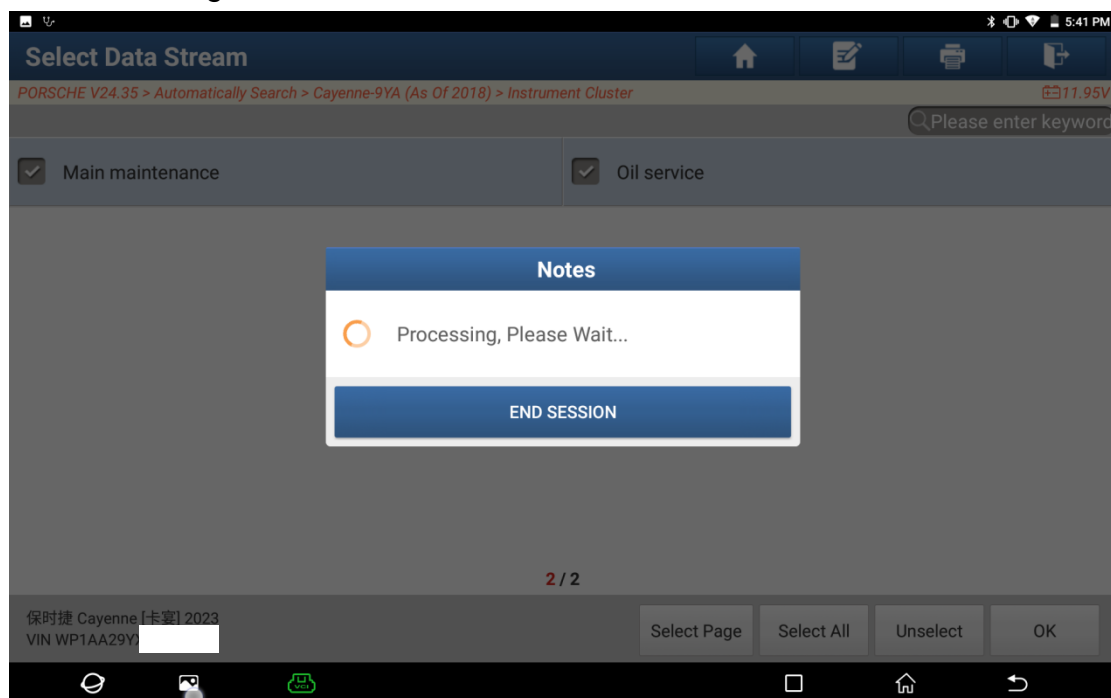 5:41 PM
Select Data Stream
PORSCHE V24.35 > Automatically Search > Cayenne-9YA (As Of 2018) > Instrument Cluster
11.95V
Please enter keyword
Main maintenance
Oil service
Notes
Processing, Please Wait...
END SESSION
2 / 2
保时捷 Cayenne [卡宴] 2023
VIN WP1AA29Y
Select Page
Select All
Unselect
OK
VCI